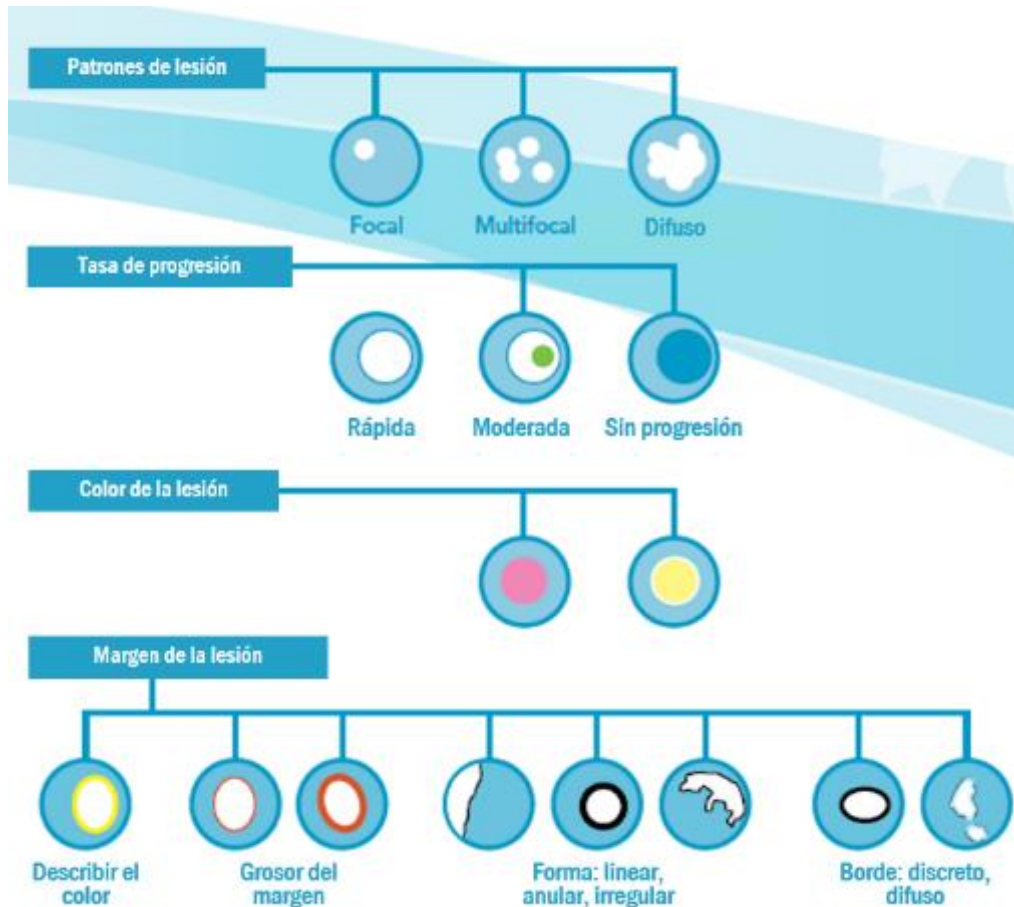 Patrones de lesión
Focal
Multifocal
Difuso
Tasa de progresión
Rápida
Moderada
Sin progresión
Color de la lesión
Margen de la lesión
Describir el
color
Grosor del
margen
Forma: linear,
anular, irregular
Borde: discreto,
difuso